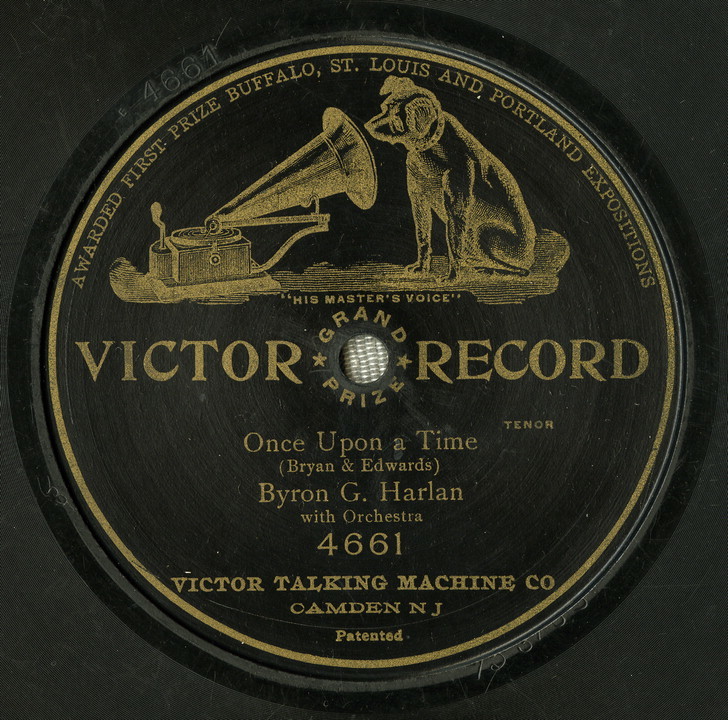 4661
AWARDED FIRST PRIZE BUFFALO, ST. LOUIS AND PORTLAND EXPOSITIONS
"HIS MASTER'S VOICE"
GRAND PRIZE
VICTOR RECORD
TENOR
Once Upon a Time
(Bryan & Edwards)
Byron G. Harlan
with Orchestra
4661
VICTOR TALKING MACHINE CO
CAMDEN N J
Patented